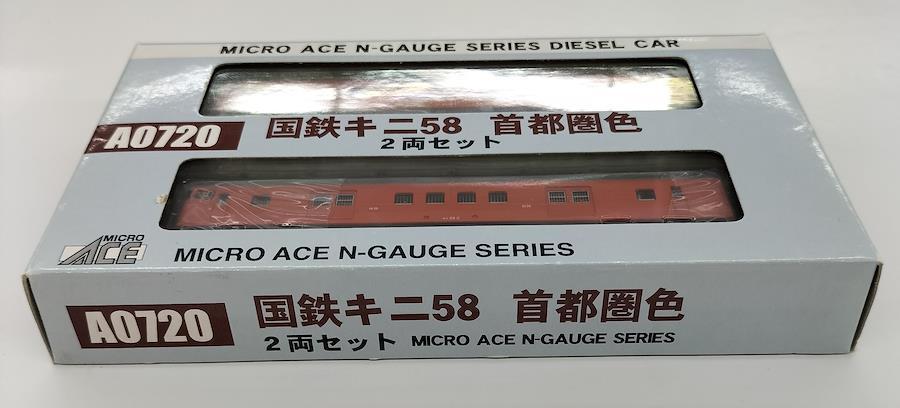 MICRO ACE N-GAUGE SERIES DIESEL CAR
A0720
国鉄キニ58 首都圏色
2両セット
MICRO ACE
MICRO ACE N-GAUGE SERIES
A0720
国鉄キニ58 首都圏色
2両セット MICRO ACE N-GAUGE SERIES